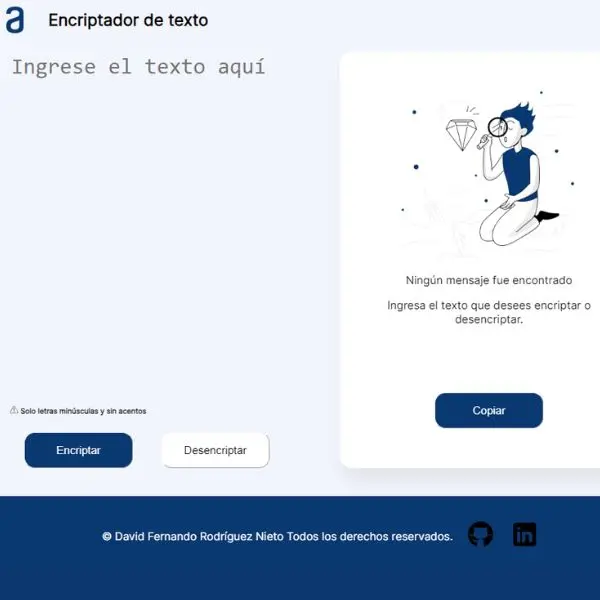 a
Encriptador de texto
Ingrese el texto aquí
Ningún mensaje fue encontrado
Ingresa el texto que desees encriptar o
desencriptar.
Copiar
Solo letras minúsculas y sin acentos
Encriptar
Desencriptar
© David Fernando Rodríguez Nieto Todos los derechos reservados.
in